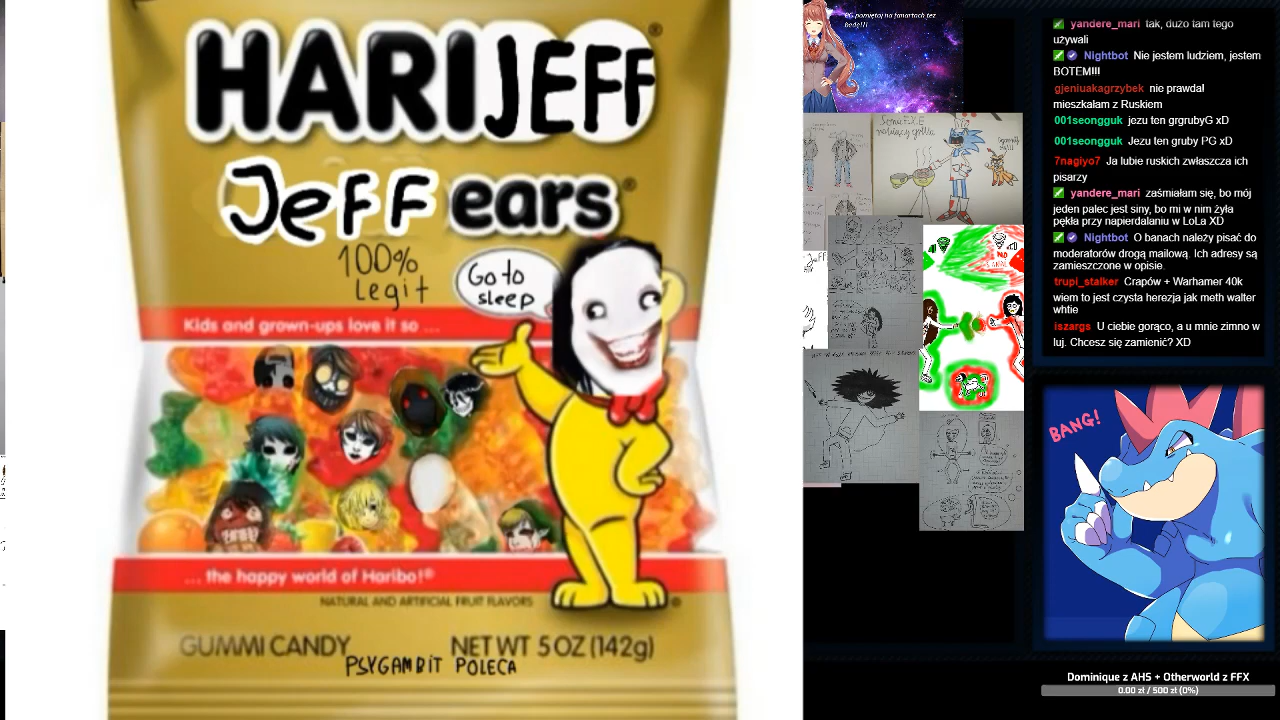 HARIJEFF®
JeFF ears®
100%
Legit
Go to
sleep
Kids and grown-ups love it so ...
... the happy world of Haribo!®
NATURAL AND ARTIFICIAL FRUIT FLAVORS
GUMMI CANDY NET WT 5 OZ (142g)
PSYGAMBIT POLECA
PG pamiętaj na fanartach też
będę!!!
yandere_mari tak, dużo tam tego
używali
Nightbot Nie jestem ludziem, jestem
BOTEM!!!
gjeniuakagrzybek nie prawdal
mieszkałam z Ruskiem
001seongguk jezu ten grgrubyG xD
001seongguk Jezu ten gruby PG xD
7nagiyo7 Ja lubie ruskich zwłaszcza ich
pisarzy
yandere_mari zaśmiałam się, bo mój
jeden palec jest siny, bo mi w nim żyła
pękła przy napierdalaniu w LoLa XD
Nightbot O banach należy pisać do
moderatorów drogą mailową. Ich adresy są
zamieszczone w opisie.
trupi_stalker Crapów + Warhamer 40k
wiem to jest czysta herezja jak meth walter
whtie
iszargs U ciebie gorąco, a u mnie zimno w
luj. Chcesz się zamienić? XD
BANG!
Dominique z AHS + Otherworld z FFX
0.00 zł / 500 zł (0%)